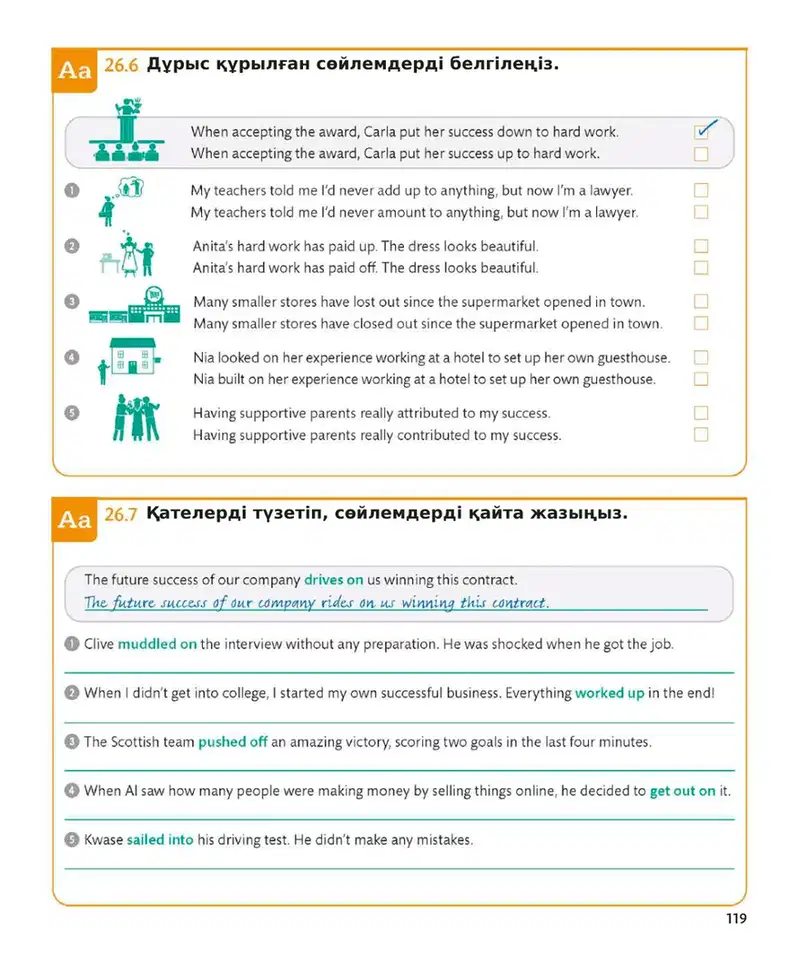 Aa 26.6 Дұрыс құрылған сөйлемдерді белгілеңіз.
When accepting the award, Carla put her success down to hard work.
When accepting the award, Carla put her success up to hard work.
1 My teachers told me I'd never add up to anything, but now I'm a lawyer.
My teachers told me I'd never amount to anything, but now I'm a lawyer.
2 Anita's hard work has paid up. The dress looks beautiful.
Anita's hard work has paid off. The dress looks beautiful.
3 Many smaller stores have lost out since the supermarket opened in town.
Many smaller stores have closed out since the supermarket opened in town.
4 Nia looked on her experience working at a hotel to set up her own guesthouse.
Nia built on her experience working at a hotel to set up her own guesthouse.
5 Having supportive parents really attributed to my success.
Having supportive parents really contributed to my success.
Aa 26.7 Қателерді түзетіп, сөйлемдерді қайта жазыңыз.
The future success of our company drives on us winning this contract.
The future success of our company rides on us winning this contract.
1 Clive muddled on the interview without any preparation. He was shocked when he got the job.
2 When I didn't get into college, I started my own successful business. Everything worked up in the end!
3 The Scottish team pushed off an amazing victory, scoring two goals in the last four minutes.
4 When Al saw how many people were making money by selling things online, he decided to get out on it.
5 Kwase sailed into his driving test. He didn't make any mistakes.
119